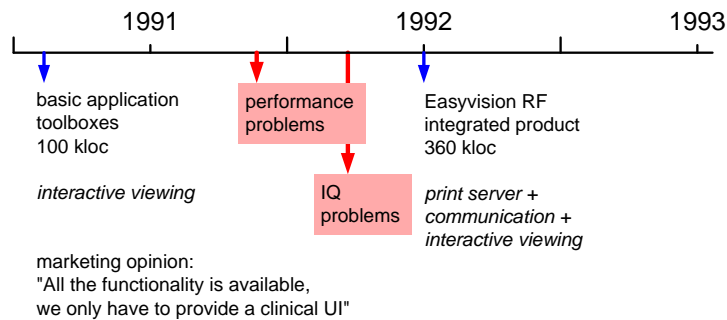 1991
1992
1993
basic application
toolboxes
100 kloc
interactive viewing
performance
problems
IQ
problems
Easyvision RF
integrated product
360 kloc
print server +
communication +
interactive viewing
marketing opinion:
"All the functionality is available,
we only have to provide a clinical UI"